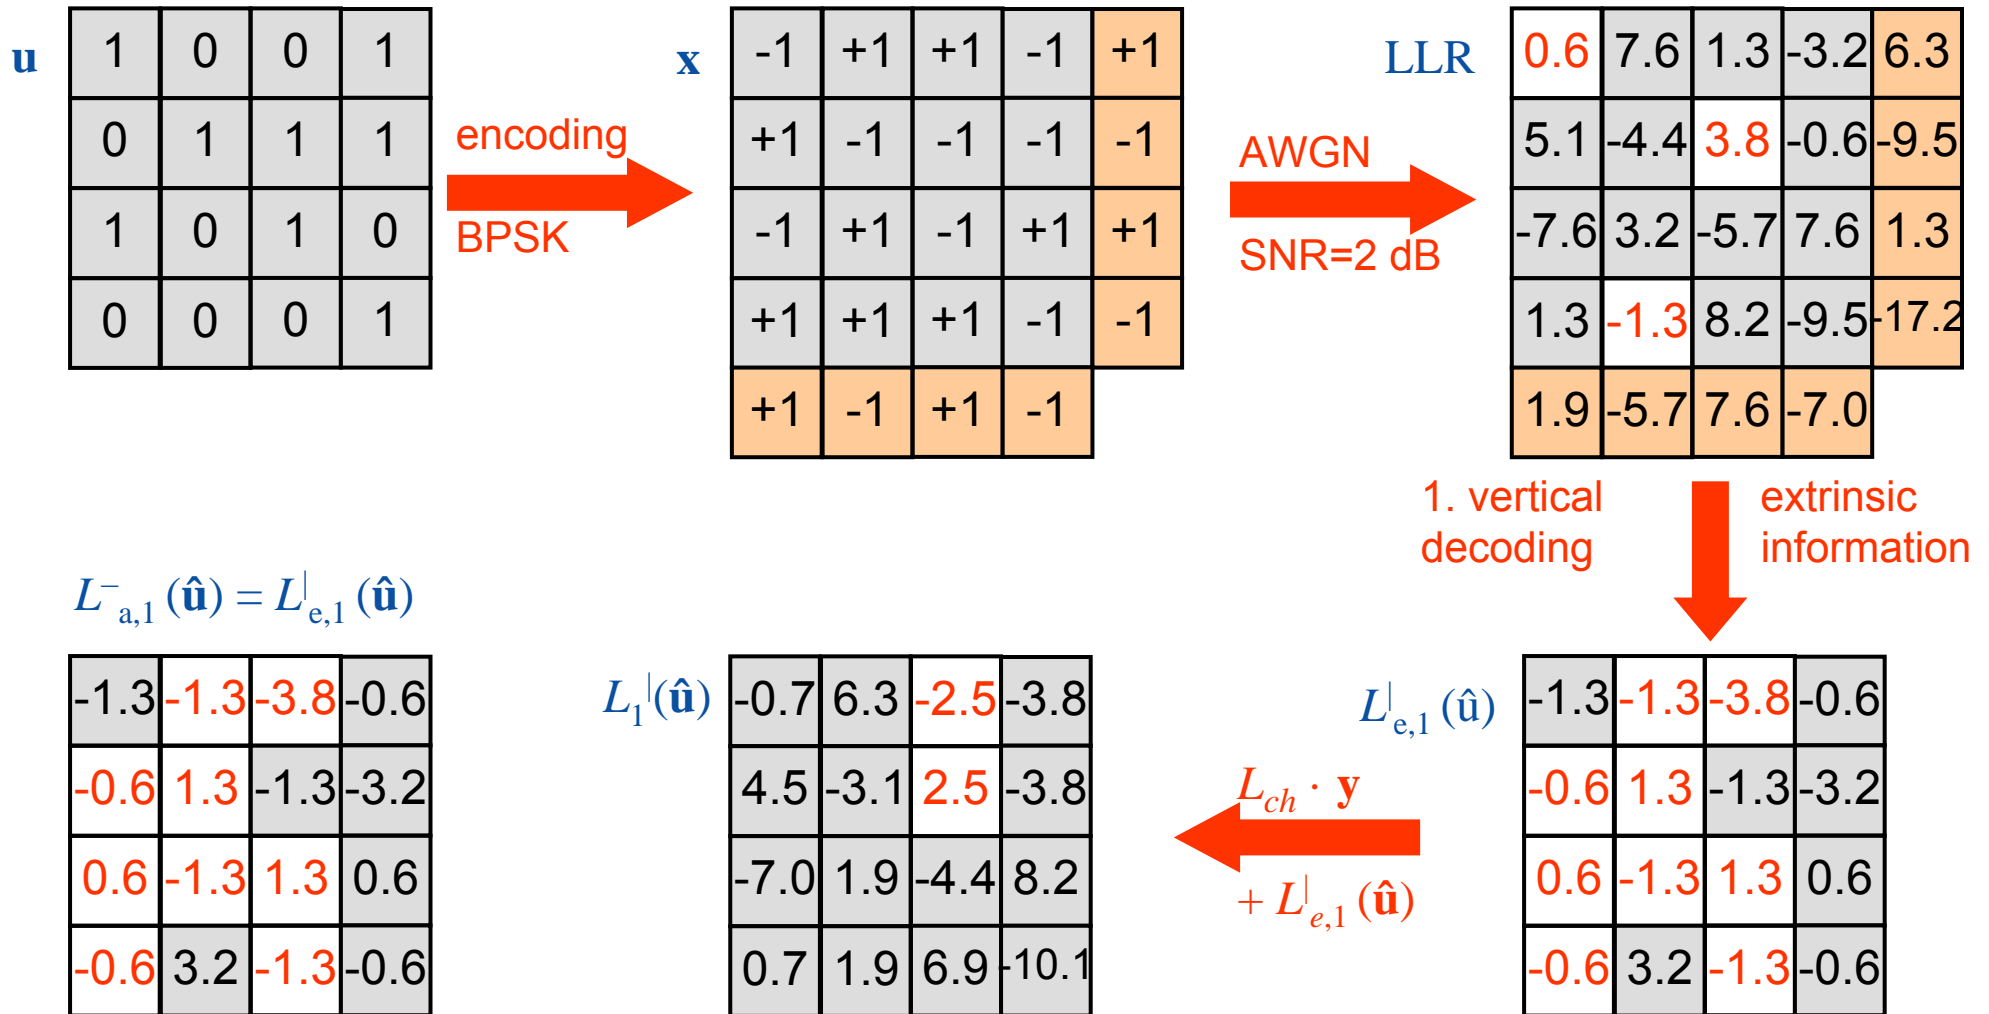 u
1 0 0 1
0 1 1 1
1 0 1 0
0 0 0 1
encoding
BPSK
x
-1 +1 +1 -1 +1
+1 -1 -1 -1 -1
-1 +1 -1 +1 +1
+1 +1 +1 -1 -1
+1 -1 +1 -1
AWGN
SNR=2 dB
LLR
0.6 7.6 1.3 -3.2 6.3
5.1 -4.4 3.8 -0.6 -9.5
-7.6 3.2 -5.7 7.6 1.3
1.3 -1.3 8.2 -9.5 -17.2
1.9 -5.7 7.6 -7.0
1. vertical
decoding
extrinsic
information
L⁻a,1 (û) = L|e,1 (û)
-1.3 -1.3 -3.8 -0.6
-0.6 1.3 -1.3 -3.2
0.6 -1.3 1.3 0.6
-0.6 3.2 -1.3 -0.6
L1|(û)
-0.7 6.3 -2.5 -3.8
4.5 -3.1 2.5 -3.8
-7.0 1.9 -4.4 8.2
0.7 1.9 6.9 -10.1
Lch · y
+ L|e,1 (û)
L|e,1 (û)
-1.3 -1.3 -3.8 -0.6
-0.6 1.3 -1.3 -3.2
0.6 -1.3 1.3 0.6
-0.6 3.2 -1.3 -0.6